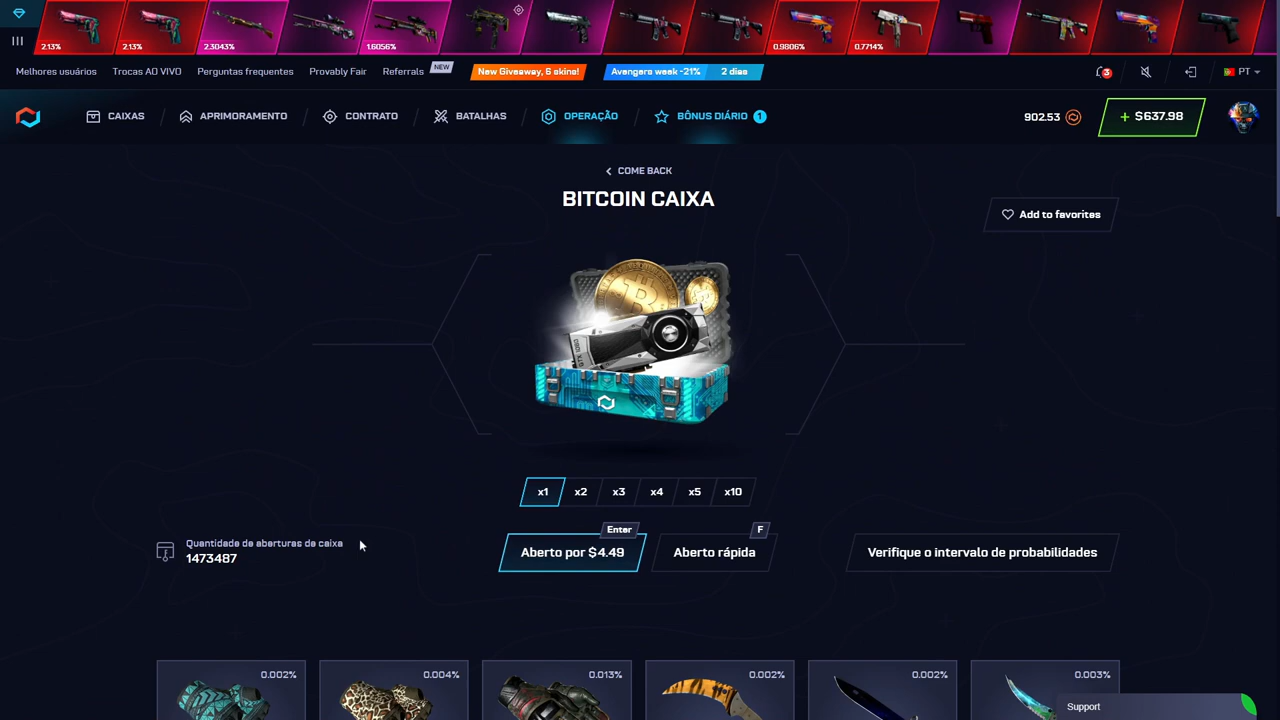 2.13%
2.13%
2.3043%
1.6056%
0.9806%
0.7714%
Melhores usuários
Trocas AO VIVO
Perguntas frequentes
Provably Fair
Referrals
NEW
New Giveaway, 6 skins!
Avengers week -21%
2 dias
3
PT
CAIXAS
APRIMORAMENTO
CONTRATO
BATALHAS
OPERAÇÃO
BÔNUS DIÁRIO
1
902.53
+ $637.98
COME BACK
BITCOIN CAIXA
Add to favorites
GTX 1080
x1
x2
x3
x4
x5
x10
Enter
F
Quantidade de aberturas da caixa
1473487
Aberto por $4.49
Aberto rápida
Verifique o intervalo de probabilidades
0.002%
0.004%
0.013%
0.002%
0.002%
0.003%
Support